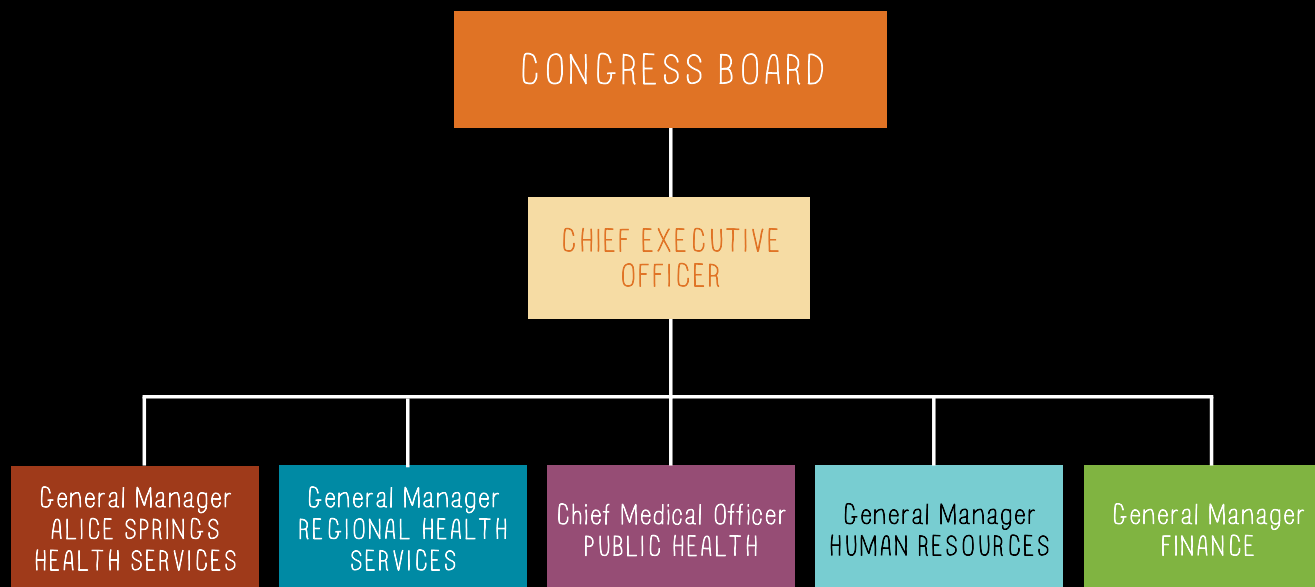 CONGRESS BOARD
CHIEF EXECUTIVE
OFFICER
General Manager
ALICE SPRINGS
HEALTH SERVICES
General Manager
REGIONAL HEALTH
SERVICES
Chief Medical Officer
PUBLIC HEALTH
General Manager
HUMAN RESOURCES
General Manager
FINANCE